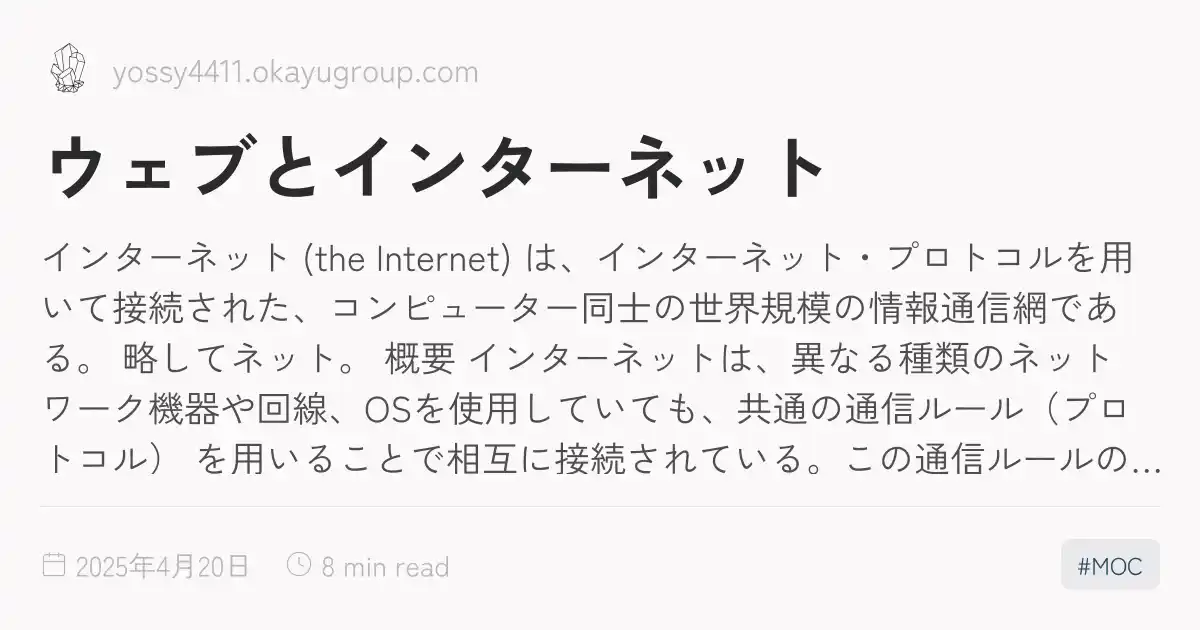 yossy4411.okayugroup.com
ウェブとインターネット
インターネット (the Internet) は、インターネット・プロトコルを用
いて接続された、コンピューター同士の世界規模の情報通信網であ
る。 略してネット。 概要 インターネットは、異なる種類のネット
ワーク機器や回線、OSを使用していても、共通の通信ルール（プロ
トコル） を用いることで相互に接続されている。この通信ルールの…
2025年4月20日 8 min read #MOC